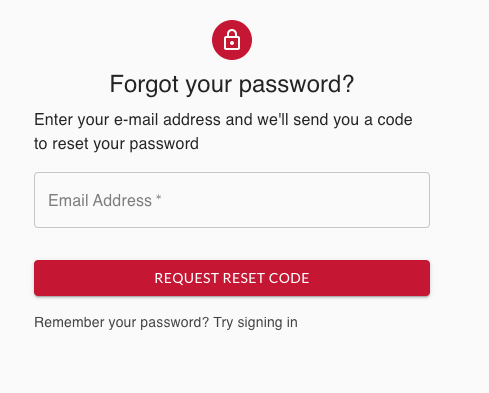 Forgot your password?
Enter your e-mail address and we'll send you a code
to reset your password
Email Address *
REQUEST RESET CODE
Remember your password? Try signing in